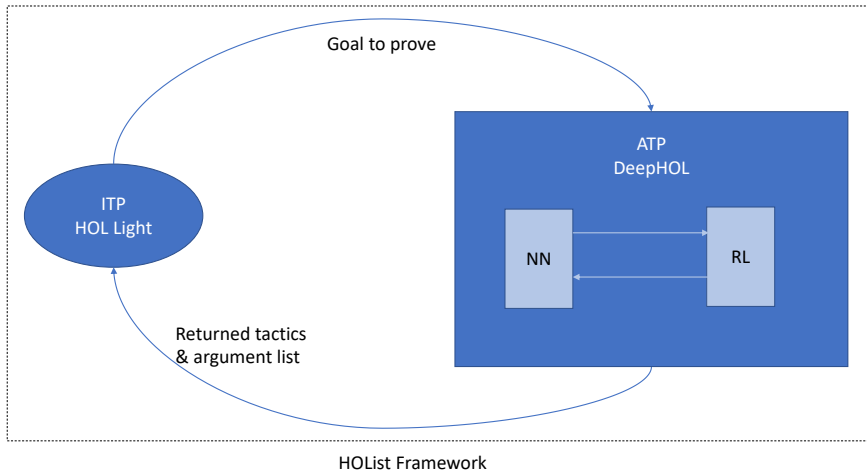 Goal to prove
ATP
DeepHOL
ITP
HOL Light
NN
RL
Returned tactics
& argument list
HOList Framework